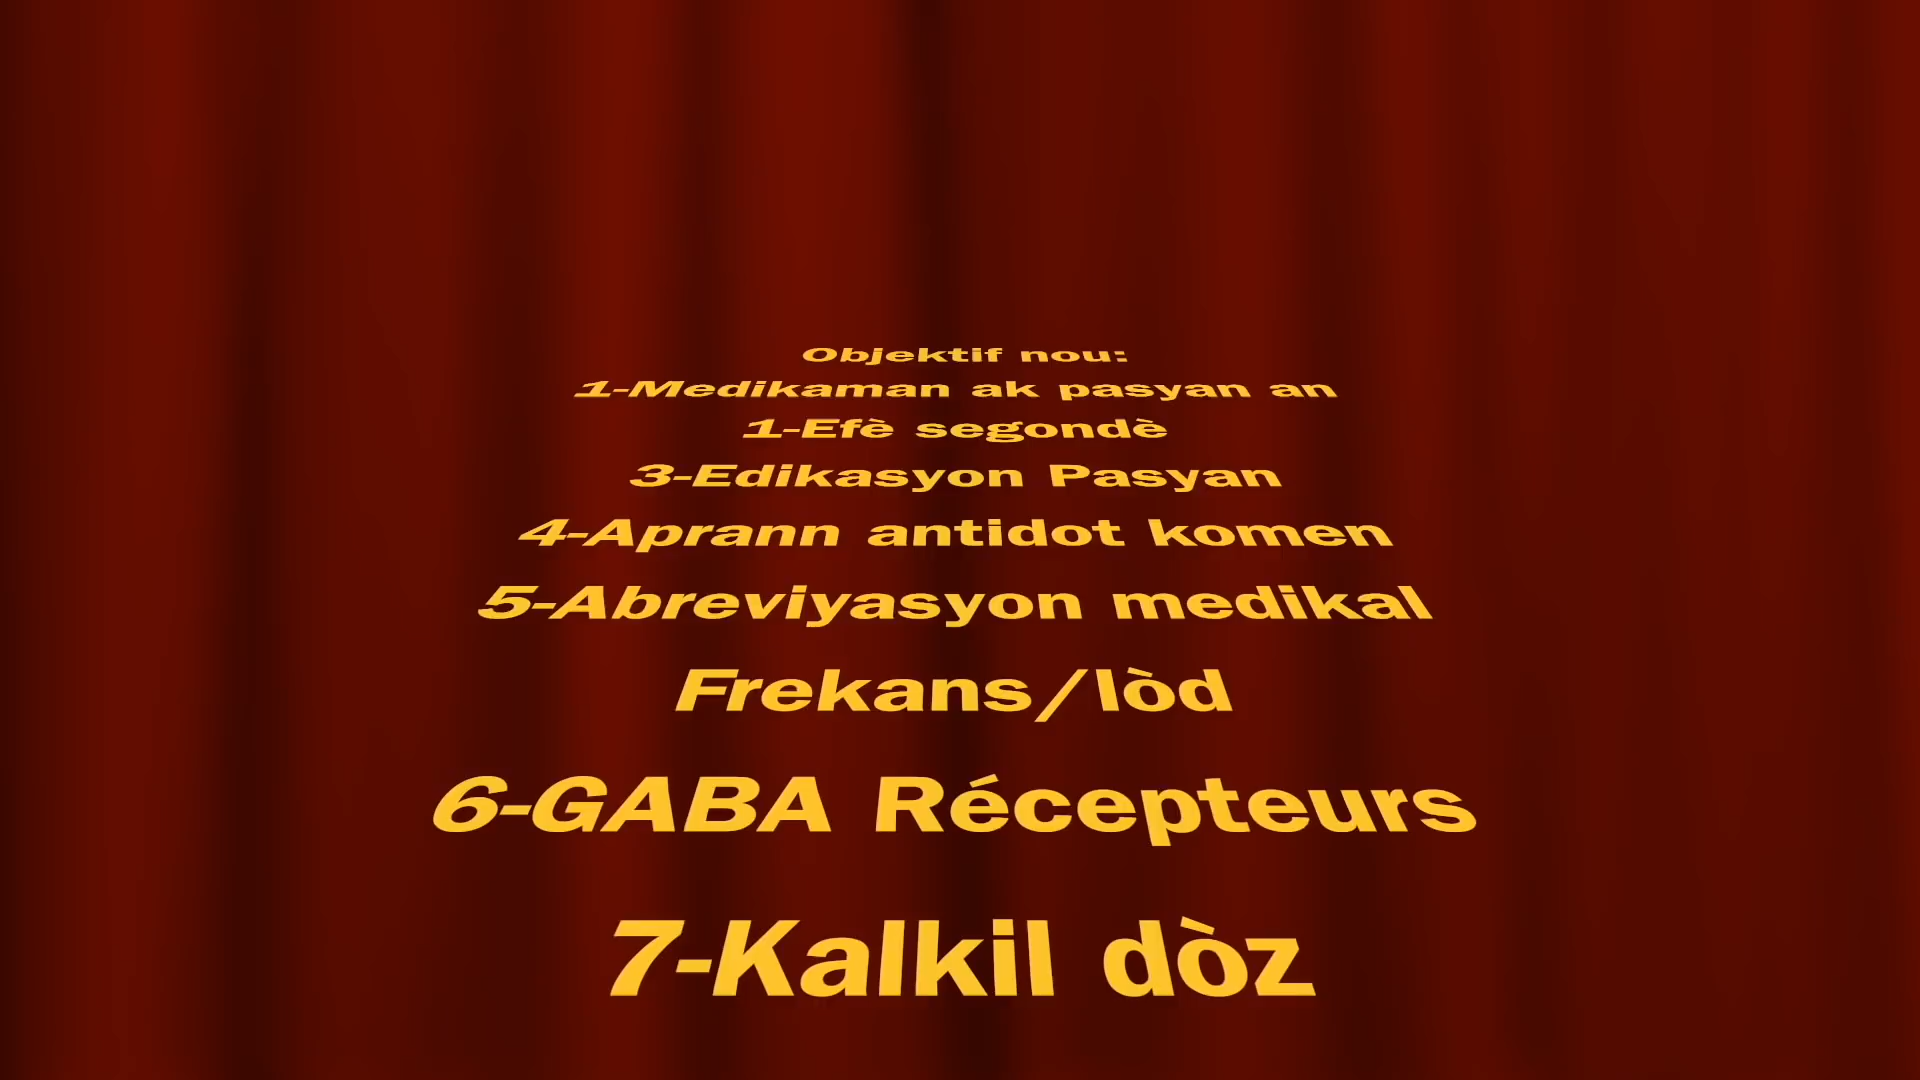 Objektif nou:
1-Medikaman ak pasyan an
1-Efè segondè
3-Edikasyon Pasyan
4-Aprann antidot komen
5-Abreviyasyon medikal
Frekans/lòd
6-GABA Récepteurs
7-Kalkil dòz